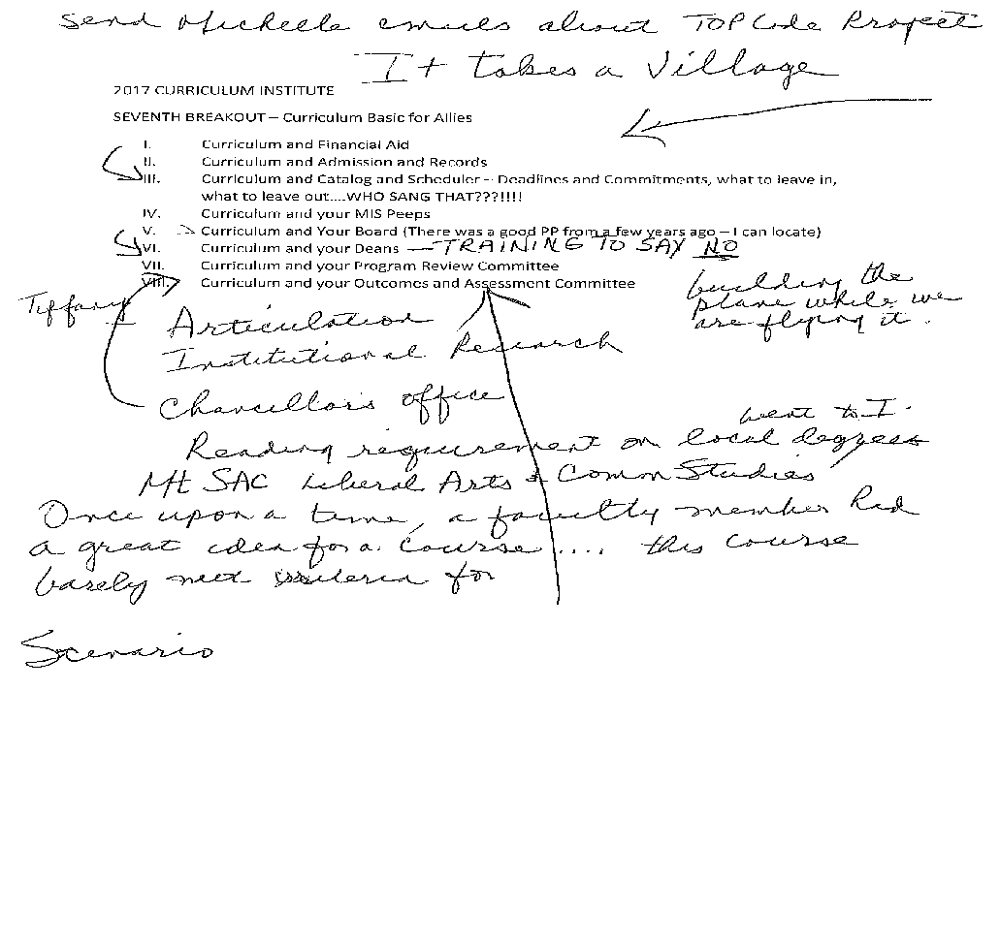 Send Michelle emails about TOP Code Project
It takes a Village
2017 CURRICULUM INSTITUTE
SEVENTH BREAKOUT – Curriculum Basic for Allies
I. Curriculum and Financial Aid
II. Curriculum and Admission and Records
III. Curriculum and Catalog and Scheduler – Deadlines and Commitments, what to leave in,
what to leave out....WHO SANG THAT???!!!!
IV. Curriculum and your MIS Peeps
V. Curriculum and Your Board (There was a good PP from a few years ago – I can locate)
VI. Curriculum and your Deans — TRAINING TO SAY NO
VII. Curriculum and your Program Review Committee
VIII. Curriculum and your Outcomes and Assessment Committee
building the
plane while we
are flying it.
Tiffany
Articulation
Institutional Research
Chancellor's office
went to I.
Reading requirement on local degrees
Mt SAC Liberal Arts & Comm Studies
Once upon a time, a faculty member had
a great idea for a course .... this course
barely met criteria for
Scenario